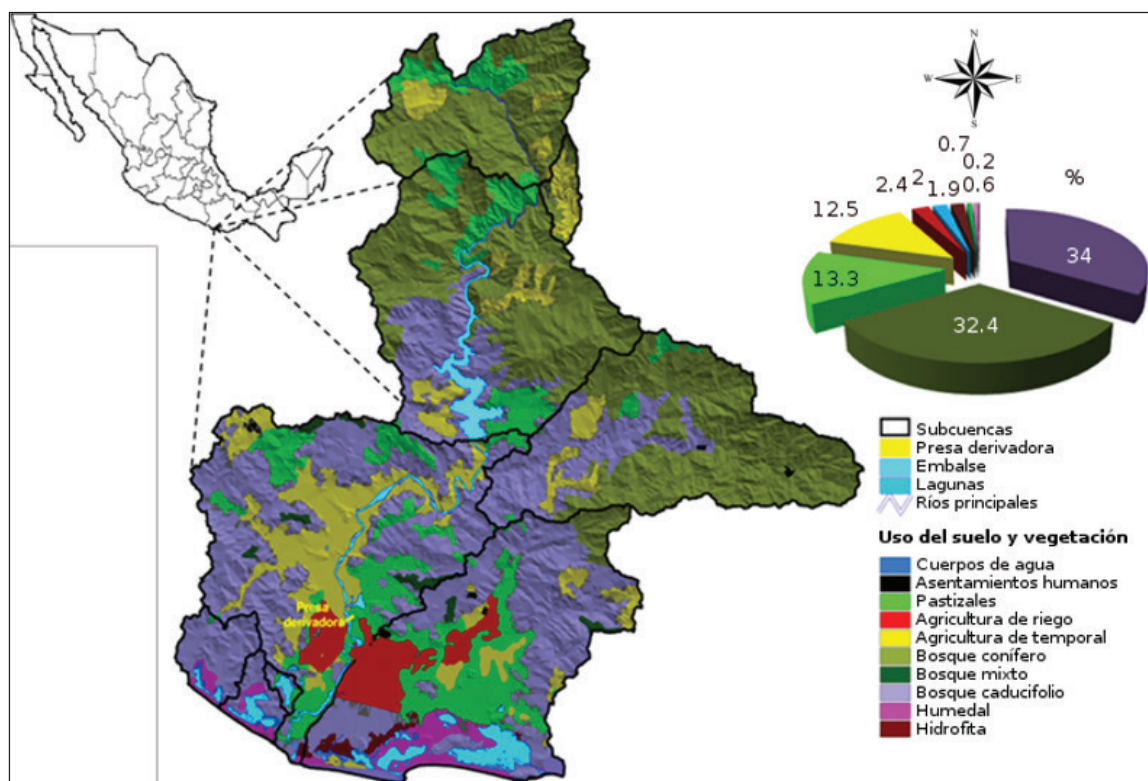 N
W
E
S
%
0.7
0.2
2.4
2
1.9
0.6
12.5
13.3
34
32.4
Subcuencas
Presa derivadora
Embalse
Lagunas
Ríos principales
Uso del suelo y vegetación
Cuerpos de agua
Asentamientos humanos
Pastizales
Agricultura de riego
Agricultura de temporal
Bosque conífero
Bosque mixto
Bosque caducifolio
Humedal
Hidrofita
Presa
derivadora